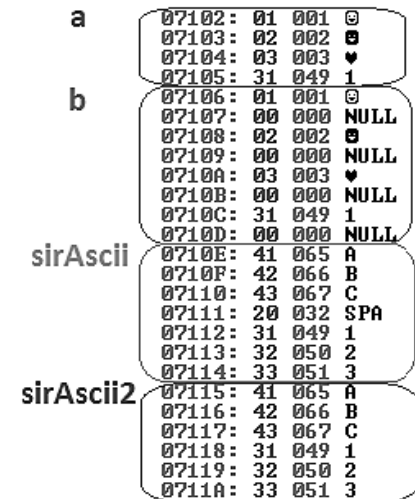 a
07102: 01 001 ☺
07103: 02 002 ☻
07104: 03 003 ♥
07105: 31 049 1
b
07106: 01 001 ☺
07107: 00 000 NULL
07108: 02 002 ☻
07109: 00 000 NULL
0710A: 03 003 ♥
0710B: 00 000 NULL
0710C: 31 049 1
0710D: 00 000 NULL
sirAscii
0710E: 41 065 A
0710F: 42 066 B
07110: 43 067 C
07111: 20 032 SPA
07112: 31 049 1
07113: 32 050 2
07114: 33 051 3
sirAscii2
07115: 41 065 A
07116: 42 066 B
07117: 43 067 C
07118: 31 049 1
07119: 32 050 2
0711A: 33 051 3